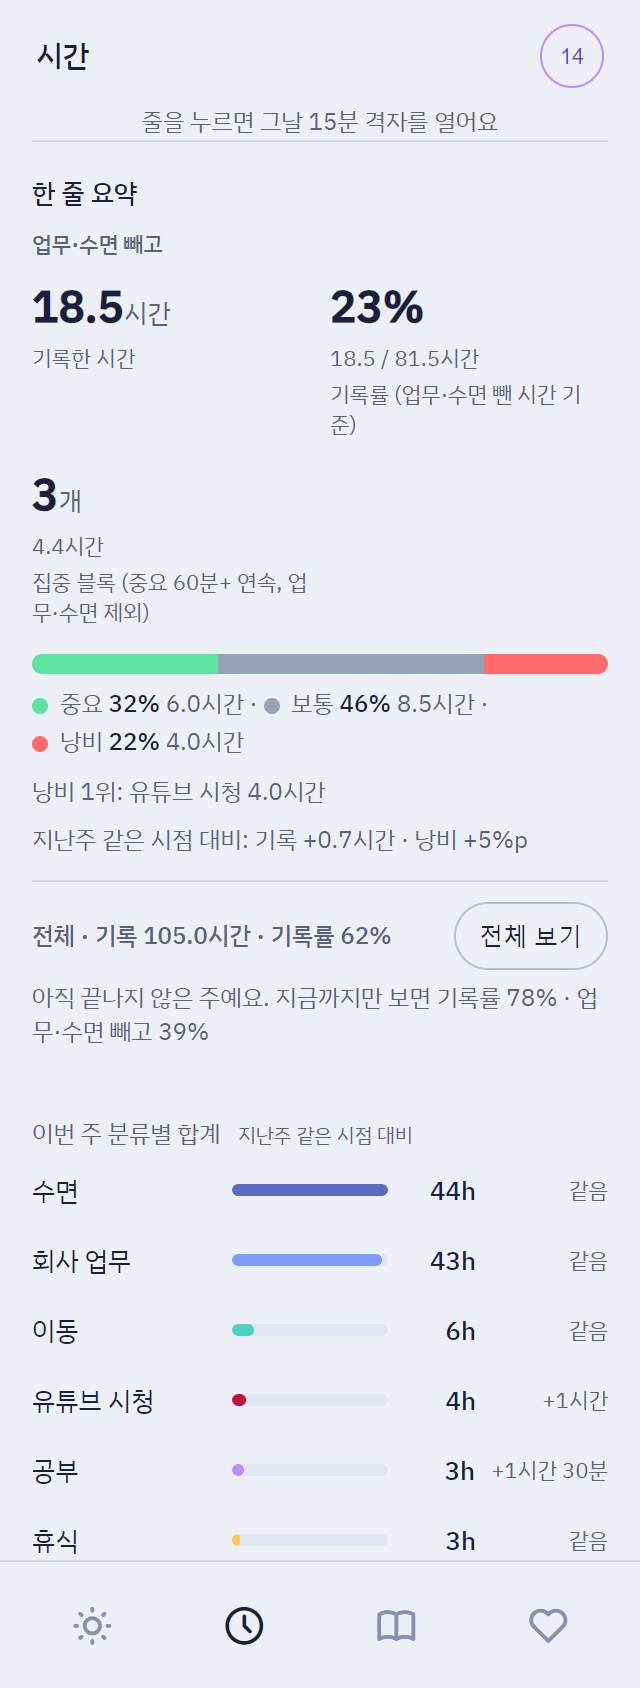 시간
14
줄을 누르면 그날 15분 격자를 열어요
한 줄 요약
업무·수면 빼고
18.5시간
기록한 시간
23%
18.5 / 81.5시간
기록률 (업무·수면 뺀 시간 기
준)
3개
4.4시간
집중 블록 (중요 60분+ 연속, 업
무·수면 제외)
중요 32% 6.0시간 · 보통 46% 8.5시간 ·
낭비 22% 4.0시간
낭비 1위: 유튜브 시청 4.0시간
지난주 같은 시점 대비: 기록 +0.7시간 · 낭비 +5%p
전체 · 기록 105.0시간 · 기록률 62%
전체 보기
아직 끝나지 않은 주예요. 지금까지만 보면 기록률 78% · 업
무·수면 빼고 39%
이번 주 분류별 합계 지난주 같은 시점 대비
수면 44h 같음
회사 업무 43h 같음
이동 6h 같음
유튜브 시청 4h +1시간
공부 3h +1시간 30분
휴식 3h 같음